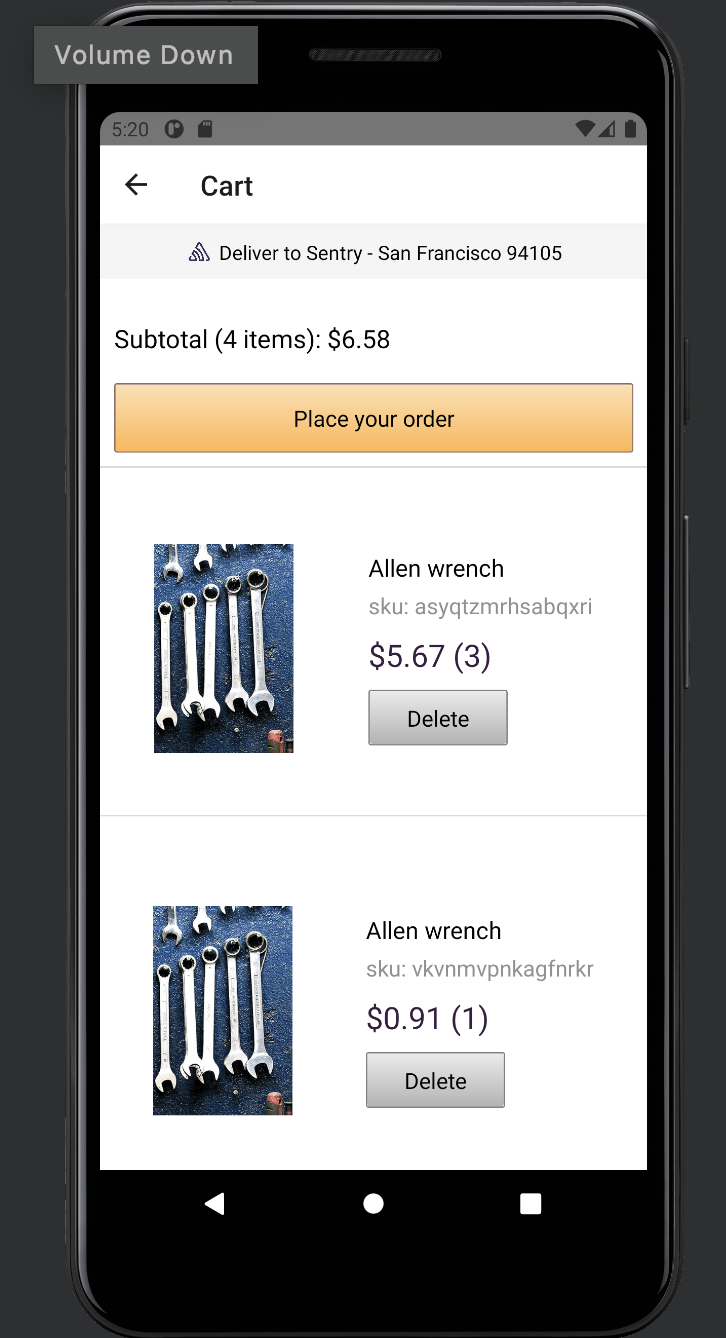 Volume Down
5:20
Cart
Deliver to Sentry - San Francisco 94105
Subtotal (4 items): $6.58
Place your order
Allen wrench
sku: asyqtzmrhsabqxri
$5.67 (3)
Delete
Allen wrench
sku: vkvnmvpnkagfnrkr
$0.91 (1)
Delete